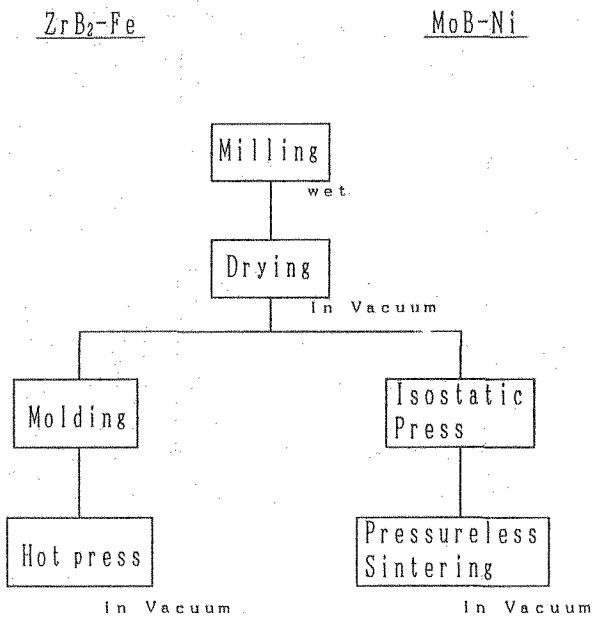 ZrB₂-Fe
MoB-Ni
Milling
wet
Drying
in Vacuum
Molding
Isostatic
Press
Hot press
Pressureless
Sintering
in Vacuum
in Vacuum